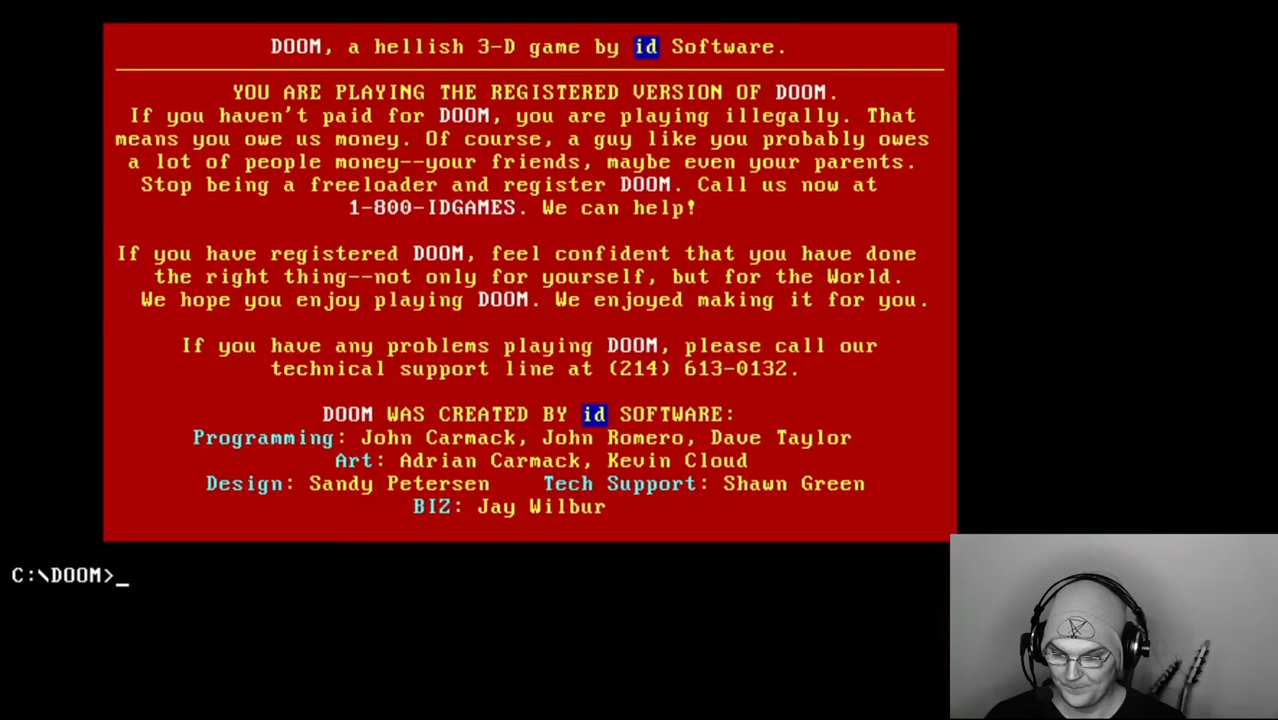 DOOM, a hellish 3-D game by id Software.
YOU ARE PLAYING THE REGISTERED VERSION OF DOOM.
If you haven't paid for DOOM, you are playing illegally. That
means you owe us money. Of course, a guy like you probably owes
a lot of people money--your friends, maybe even your parents.
Stop being a freeloader and register DOOM. Call us now at
1-800-IDGAMES. We can help!
If you have registered DOOM, feel confident that you have done
the right thing--not only for yourself, but for the World.
We hope you enjoy playing DOOM. We enjoyed making it for you.
If you have any problems playing DOOM, please call our
technical support line at (214) 613-0132.
DOOM WAS CREATED BY id SOFTWARE:
Programming: John Carmack, John Romero, Dave Taylor
Art: Adrian Carmack, Kevin Cloud
Design: Sandy Petersen    Tech Support: Shawn Green
BIZ: Jay Wilbur
C:\DOOM>_